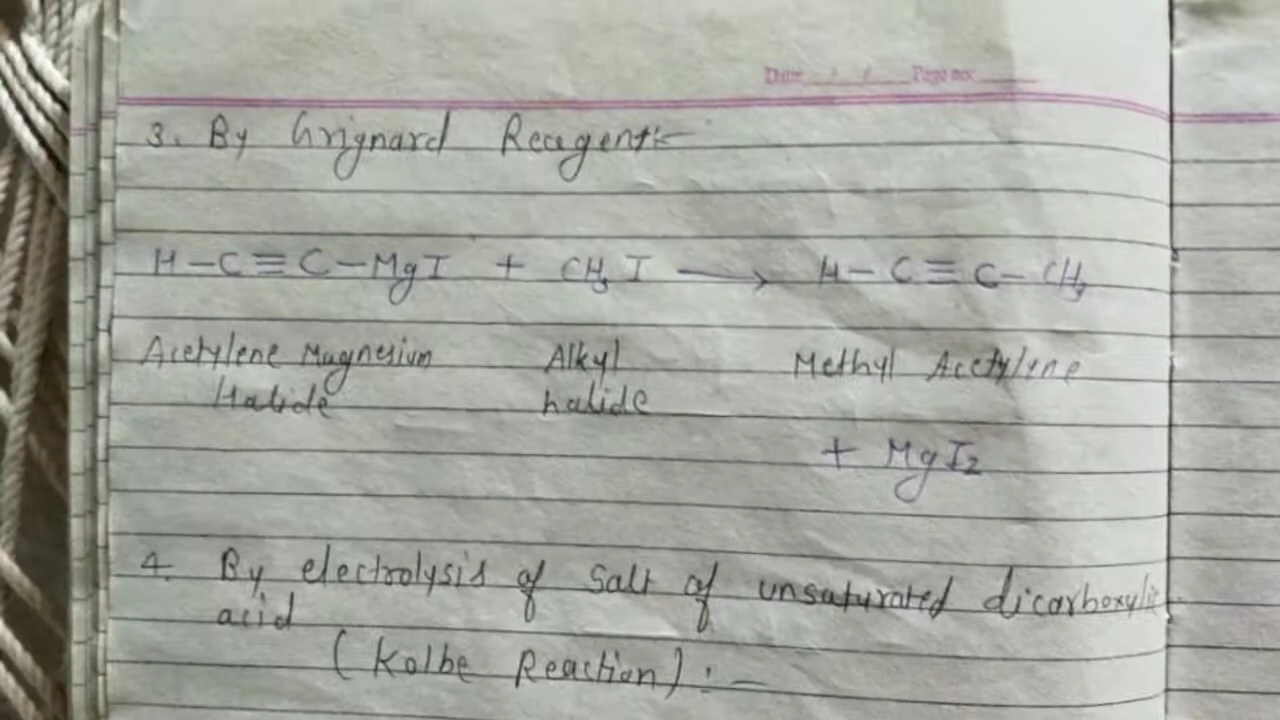 Date / / Page no:
3. By Grignard Reagent:-
H-C≡C-MgI + CH₃I ⟶ H-C≡C-CH₃
Acetylene Magnesium Alkyl Methyl Acetylene
Halide halide
+ MgI₂
4. By electrolysis of salt of unsaturated dicarboxylic
acid
(Kolbe Reaction) :-